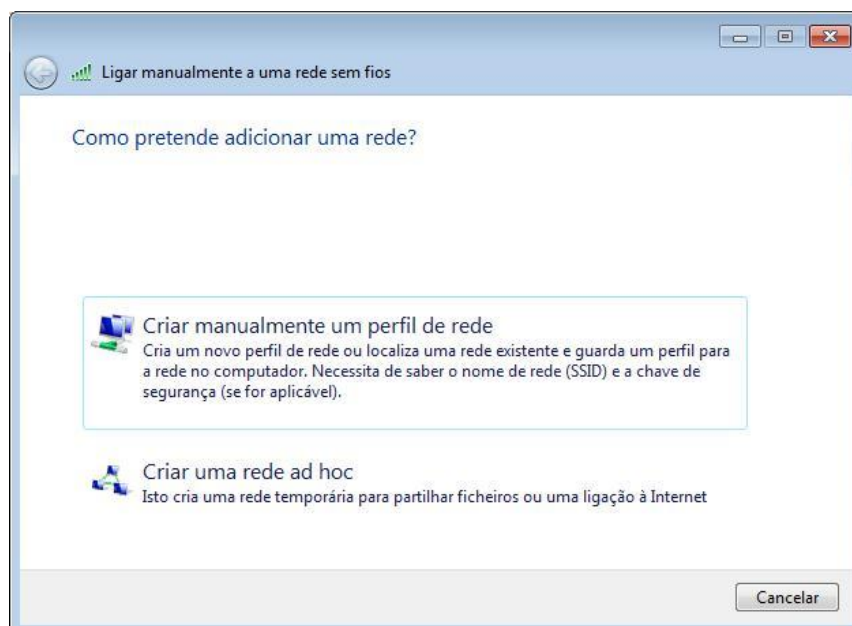 Ligar manualmente a uma rede sem fios
Como pretende adicionar uma rede?
Criar manualmente um perfil de rede
Cria um novo perfil de rede ou localiza uma rede existente e guarda um perfil para
a rede no computador. Necessita de saber o nome de rede (SSID) e a chave de
segurança (se for aplicável).
Criar uma rede ad hoc
Isto cria uma rede temporária para partilhar ficheiros ou uma ligação à Internet
Cancelar